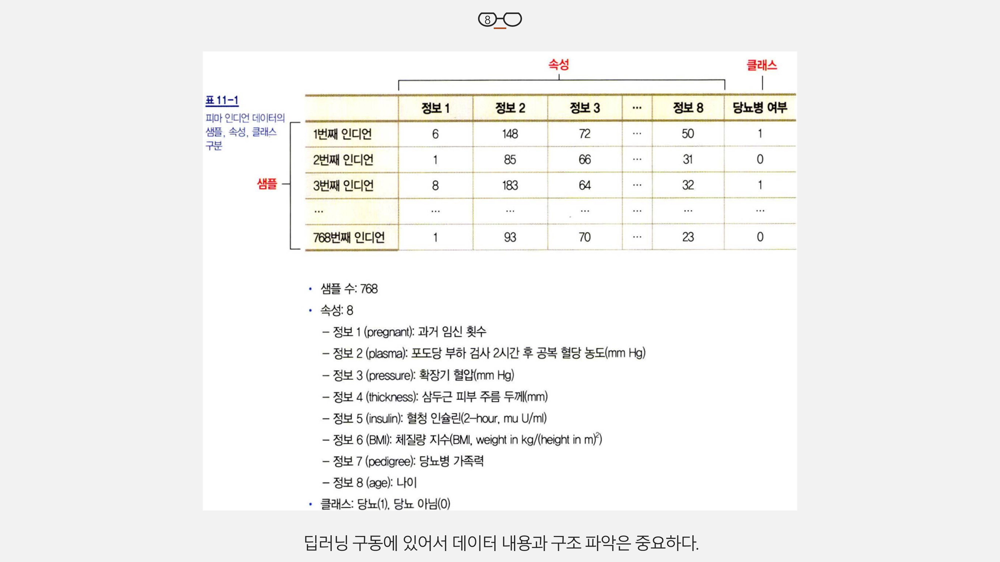 8
속성 클래스
표 11-1
피마 인디언 데이터의
샘플, 속성, 클래스
구분
샘플
정보 1 정보 2 정보 3 … 정보 8 당뇨병 여부
1번째 인디언 6 148 72 … 50 1
2번째 인디언 1 85 66 … 31 0
3번째 인디언 8 183 64 … 32 1
… … … … … … …
768번째 인디언 1 93 70 … 23 0
• 샘플 수: 768
• 속성: 8
– 정보 1 (pregnant): 과거 임신 횟수
– 정보 2 (plasma): 포도당 부하 검사 2시간 후 공복 혈당 농도(mm Hg)
– 정보 3 (pressure): 확장기 혈압(mm Hg)
– 정보 4 (thickness): 삼두근 피부 주름 두께(mm)
– 정보 5 (insulin): 혈청 인슐린(2-hour, mu U/ml)
– 정보 6 (BMI): 체질량 지수(BMI, weight in kg/(height in m)²)
– 정보 7 (pedigree): 당뇨병 가족력
– 정보 8 (age): 나이
• 클래스: 당뇨(1), 당뇨 아님(0)
딥러닝 구동에 있어서 데이터 내용과 구조 파악은 중요하다.